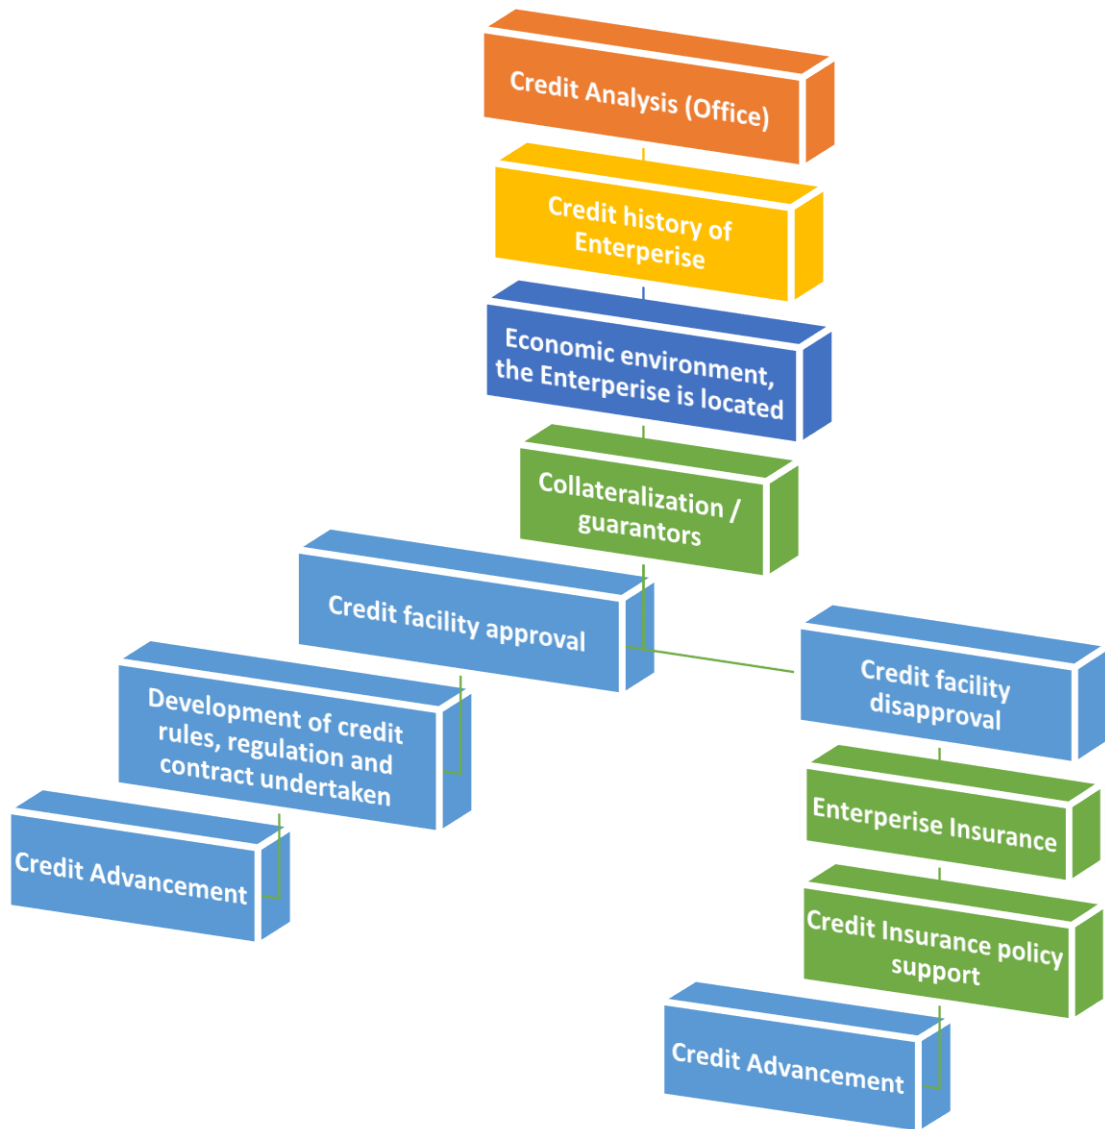 Credit Analysis (Office)
Credit history of
Enterperise
Economic environment,
the Enterperise is located
Collateralization /
guarantors
Credit facility approval
Credit facility
disapproval
Development of credit
rules, regulation and
contract undertaken
Enterperise Insurance
Credit Advancement
Credit Insurance policy
support
Credit Advancement